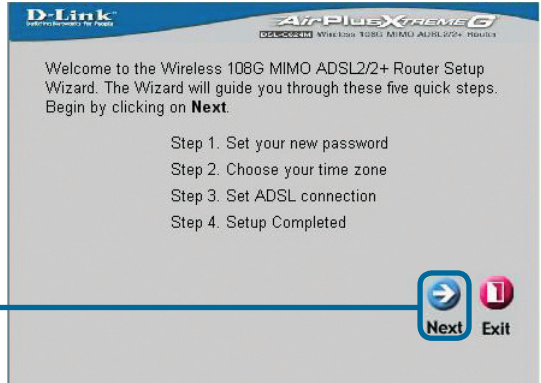 D-Link
Building Networks for People
AirPlusXtremeG
DSL-G624M Wireless 108G MIMO ADSL2/2+ Router
Welcome to the Wireless 108G MIMO ADSL2/2+ Router Setup
Wizard. The Wizard will guide you through these five quick steps.
Begin by clicking on Next.
Step 1. Set your new password
Step 2. Choose your time zone
Step 3. Set ADSL connection
Step 4. Setup Completed
Next
Exit